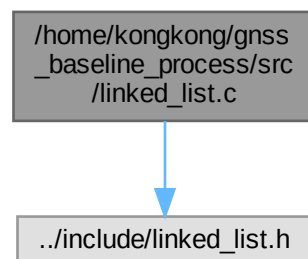 /home/kongkong/gnss
_baseline_process/src
/linked_list.c
../include/linked_list.h